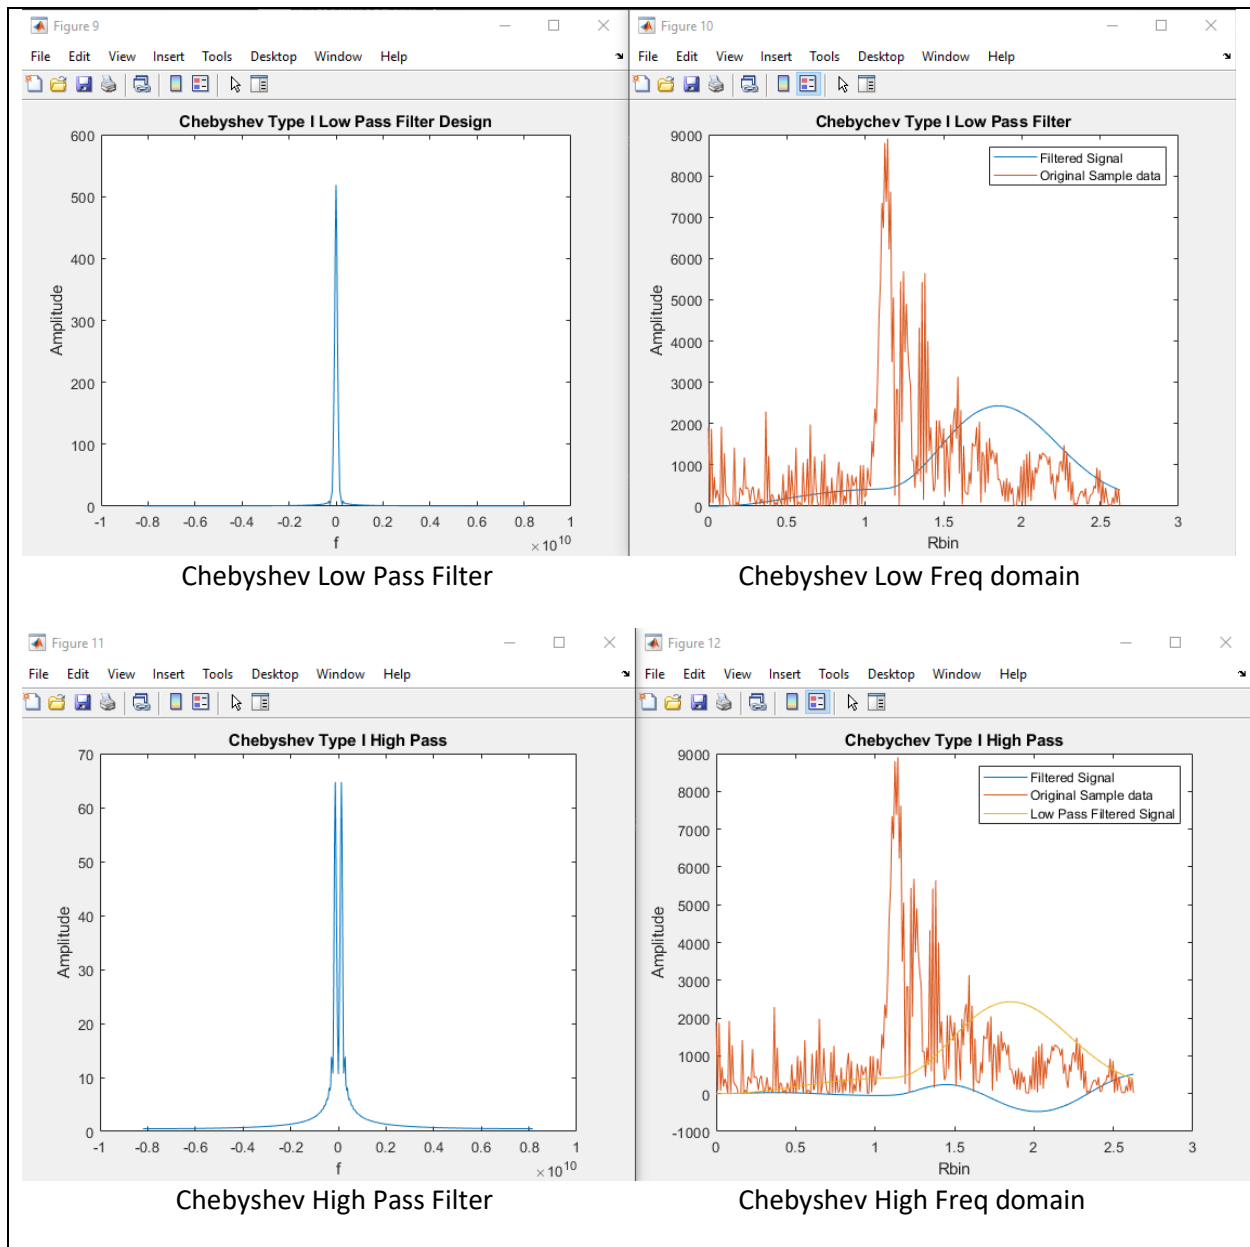 Figure 9
File Edit View Insert Tools Desktop Window Help
Chebyshev Type I Low Pass Filter Design
600
500
400
300
200
100
0
Amplitude
-1 -0.8 -0.6 -0.4 -0.2 0 0.2 0.4 0.6 0.8 1
f
×10^10
Chebyshev Low Pass Filter
Figure 10
File Edit View Insert Tools Desktop Window Help
Chebychev Type I Low Pass Filter
Filtered Signal
Original Sample data
9000
8000
7000
6000
5000
4000
3000
2000
1000
0
Amplitude
0 0.5 1 1.5 2 2.5 3
Rbin
Chebyshev Low Freq domain
Figure 11
File Edit View Insert Tools Desktop Window Help
Chebyshev Type I High Pass
70
60
50
40
30
20
10
0
Amplitude
-1 -0.8 -0.6 -0.4 -0.2 0 0.2 0.4 0.6 0.8 1
f
×10^10
Chebyshev High Pass Filter
Figure 12
File Edit View Insert Tools Desktop Window Help
Chebychev Type I High Pass
Filtered Signal
Original Sample data
Low Pass Filtered Signal
9000
8000
7000
6000
5000
4000
3000
2000
1000
0
-1000
Amplitude
0 0.5 1 1.5 2 2.5 3
Rbin
Chebyshev High Freq domain